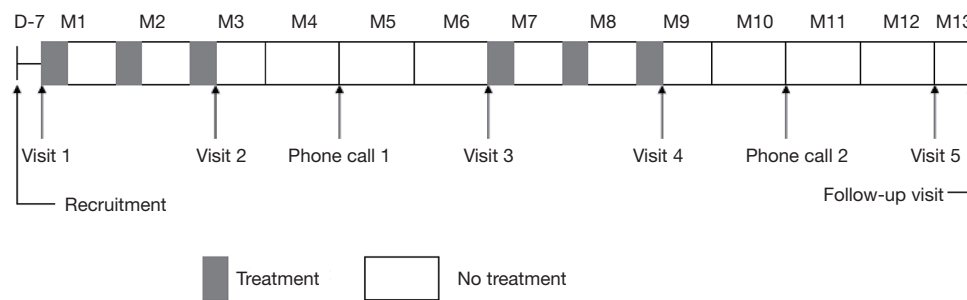 D-7 M1 M2 M3 M4 M5 M6 M7 M8 M9 M10 M11 M12 M13
Visit 1 Visit 2 Phone call 1 Visit 3 Visit 4 Phone call 2 Visit 5
Recruitment
Follow-up visit
Treatment No treatment